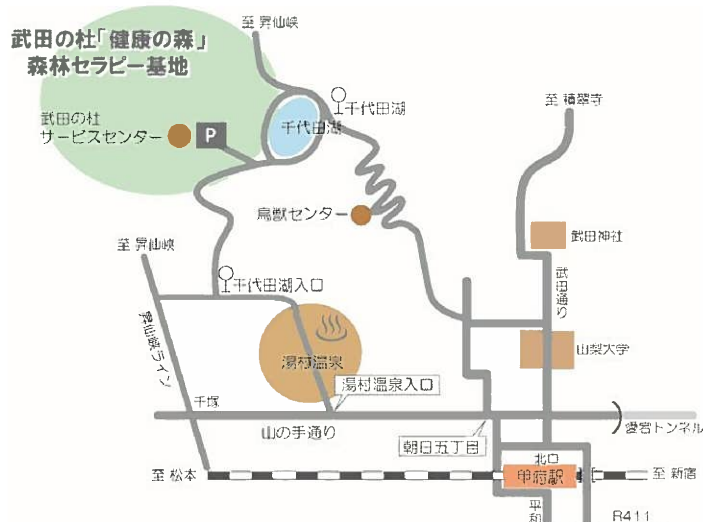 至 昇仙峡
武田の杜「健康の森」
森林セラピー基地
至 積翠寺
千代田湖
武田の杜
サービスセンター
P
千代田湖
鳥獣センター
武田神社
至 昇仙峡
武田通り
千代田湖入口
昇仙峡ライン
湯村温泉
山梨大学
湯村温泉入口
千塚
山の手通り
愛宕トンネル
朝日五丁目
北口
至 松本
甲府駅
至 新宿
平和
R411